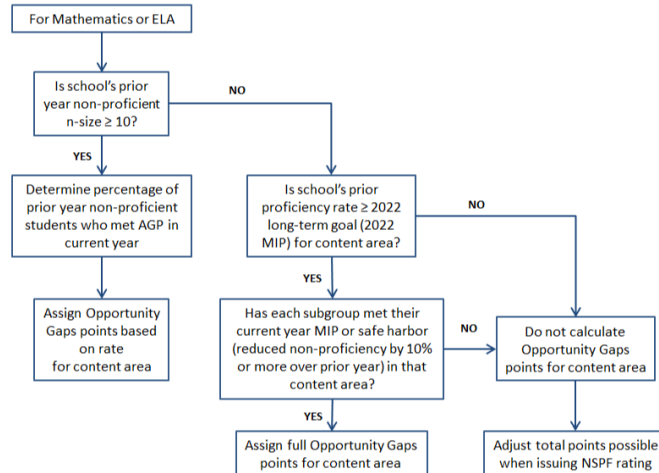 For Mathematics or ELA
Is school's prior
year non-proficient
n-size ≥ 10?
NO
YES
Determine percentage of
prior year non-proficient
students who met AGP in
current year
Is school's prior
proficiency rate ≥ 2022
long-term goal (2022
MIP) for content area?
NO
YES
Assign Opportunity
Gaps points based
on rate
for content area
Has each subgroup met their
current year MIP or safe harbor
(reduced non-proficiency by 10%
or more over prior year) in that
content area?
NO
Do not calculate
Opportunity Gaps
points for content area
YES
Assign full Opportunity Gaps
points for content area
Adjust total points possible
when issuing NSPF rating